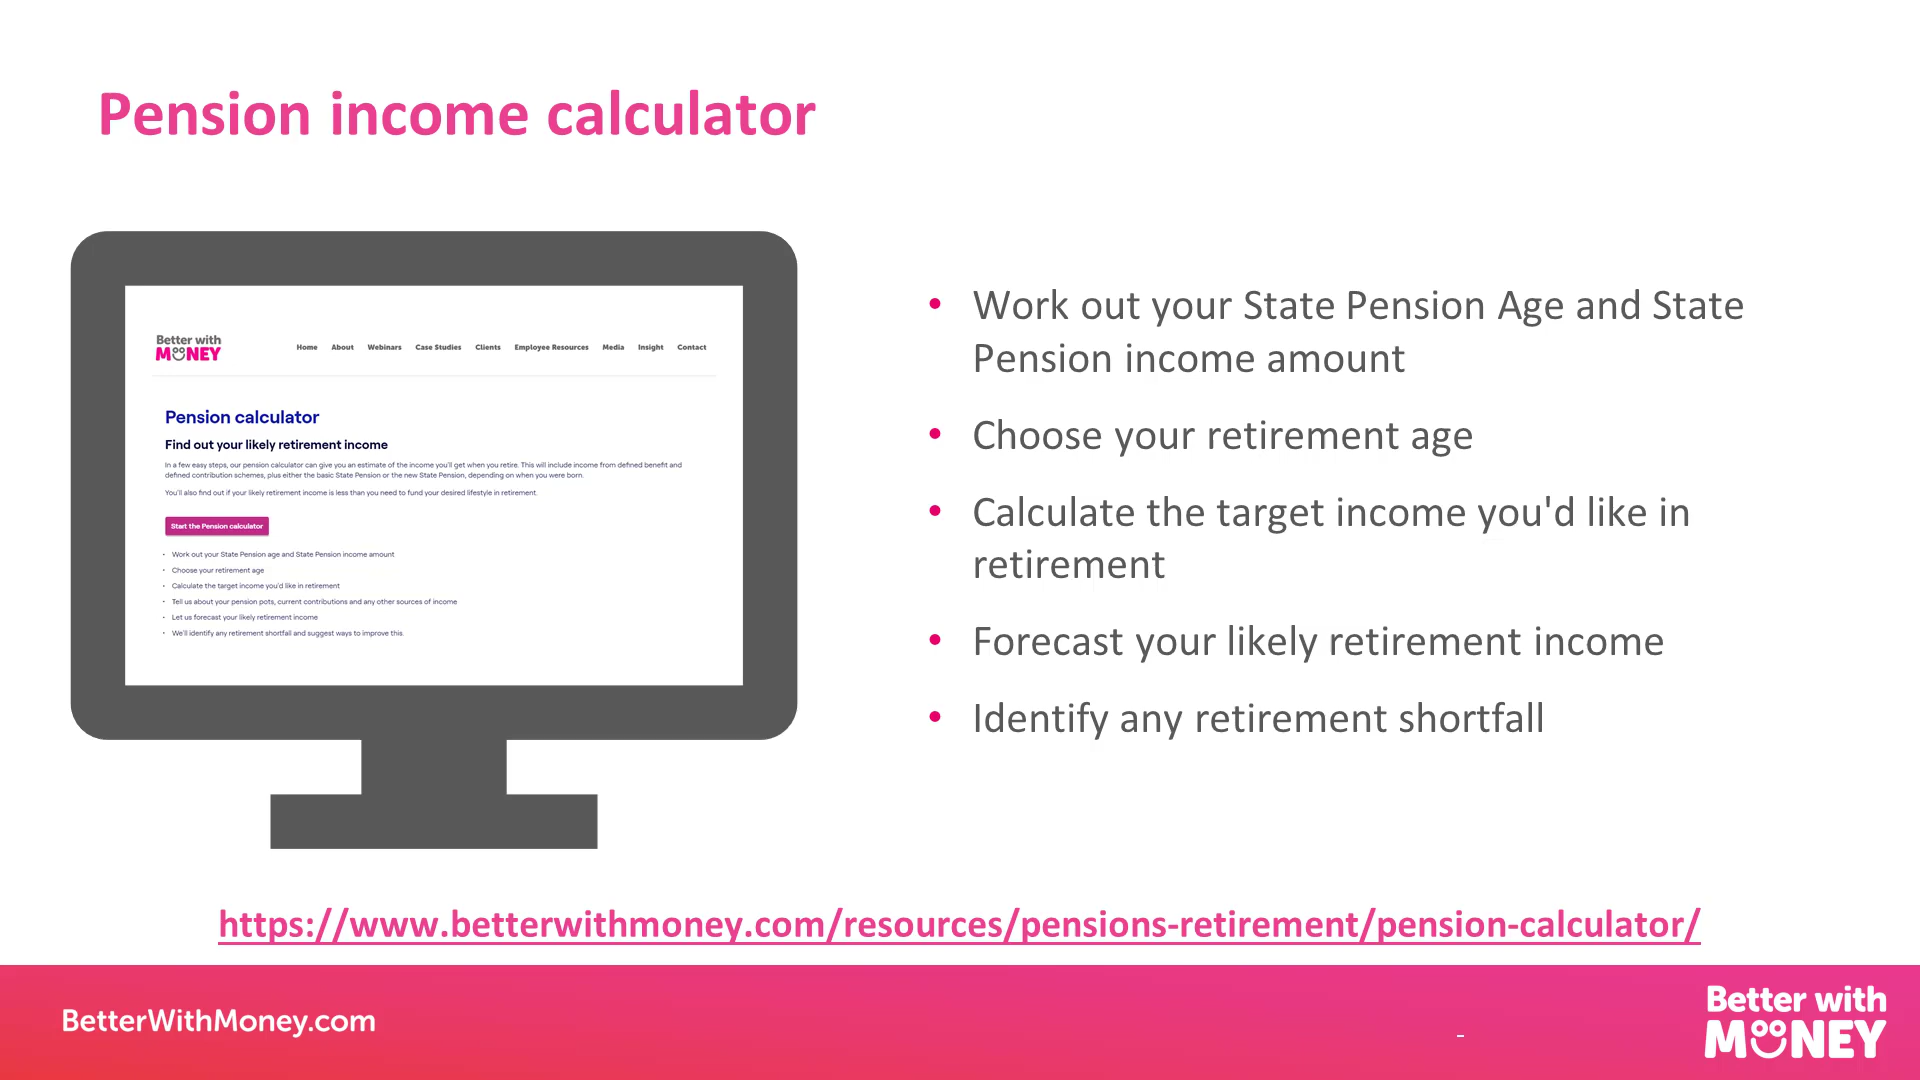 Pension income calculator
Better with
MONEY
Home About Webinars Case Studies Clients Employee Resources Media Insight Contact
Pension calculator
Find out your likely retirement income
In a few easy steps, our pension calculator can give you an estimate of the income you'll get when you retire. This will include income from defined benefit and
defined contribution schemes, plus either the basic State Pension or the new State Pension, depending on when you were born.
You'll also find out if your likely retirement income is less than you need to fund your desired lifestyle in retirement.
Start the Pension calculator
• Work out your State Pension age and State Pension income amount
• Choose your retirement age
• Calculate the target income you'd like in retirement
• Tell us about your pension pots, current contributions and any other sources of income
• Let us forecast your likely retirement income
• We'll identify any retirement shortfall and suggest ways to improve this.
• Work out your State Pension Age and State
Pension income amount
• Choose your retirement age
• Calculate the target income you'd like in
retirement
• Forecast your likely retirement income
• Identify any retirement shortfall
https://www.betterwithmoney.com/resources/pensions-retirement/pension-calculator/
BetterWithMoney.com
-
Better with
MONEY